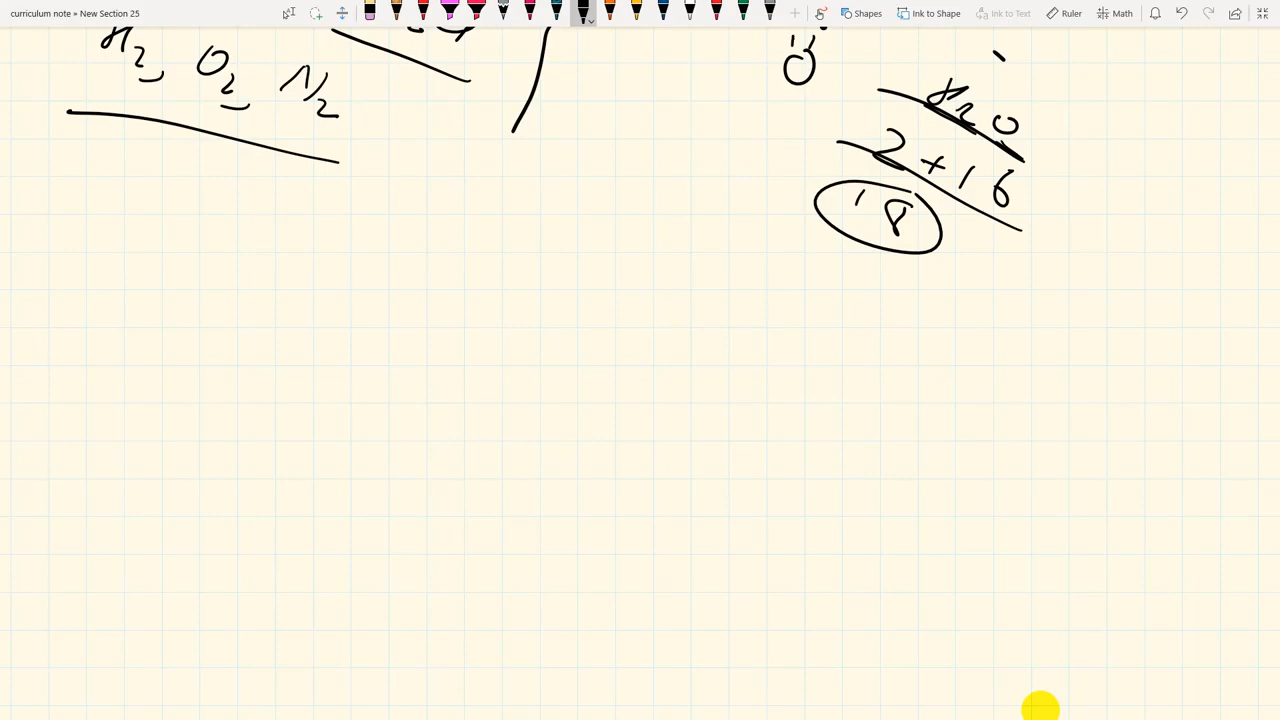 curriculum note » New Section 25
Shapes
Ink to Shape
Ink to Text
Ruler
Math
H2 O2 N2
H2O
2 + 16
18